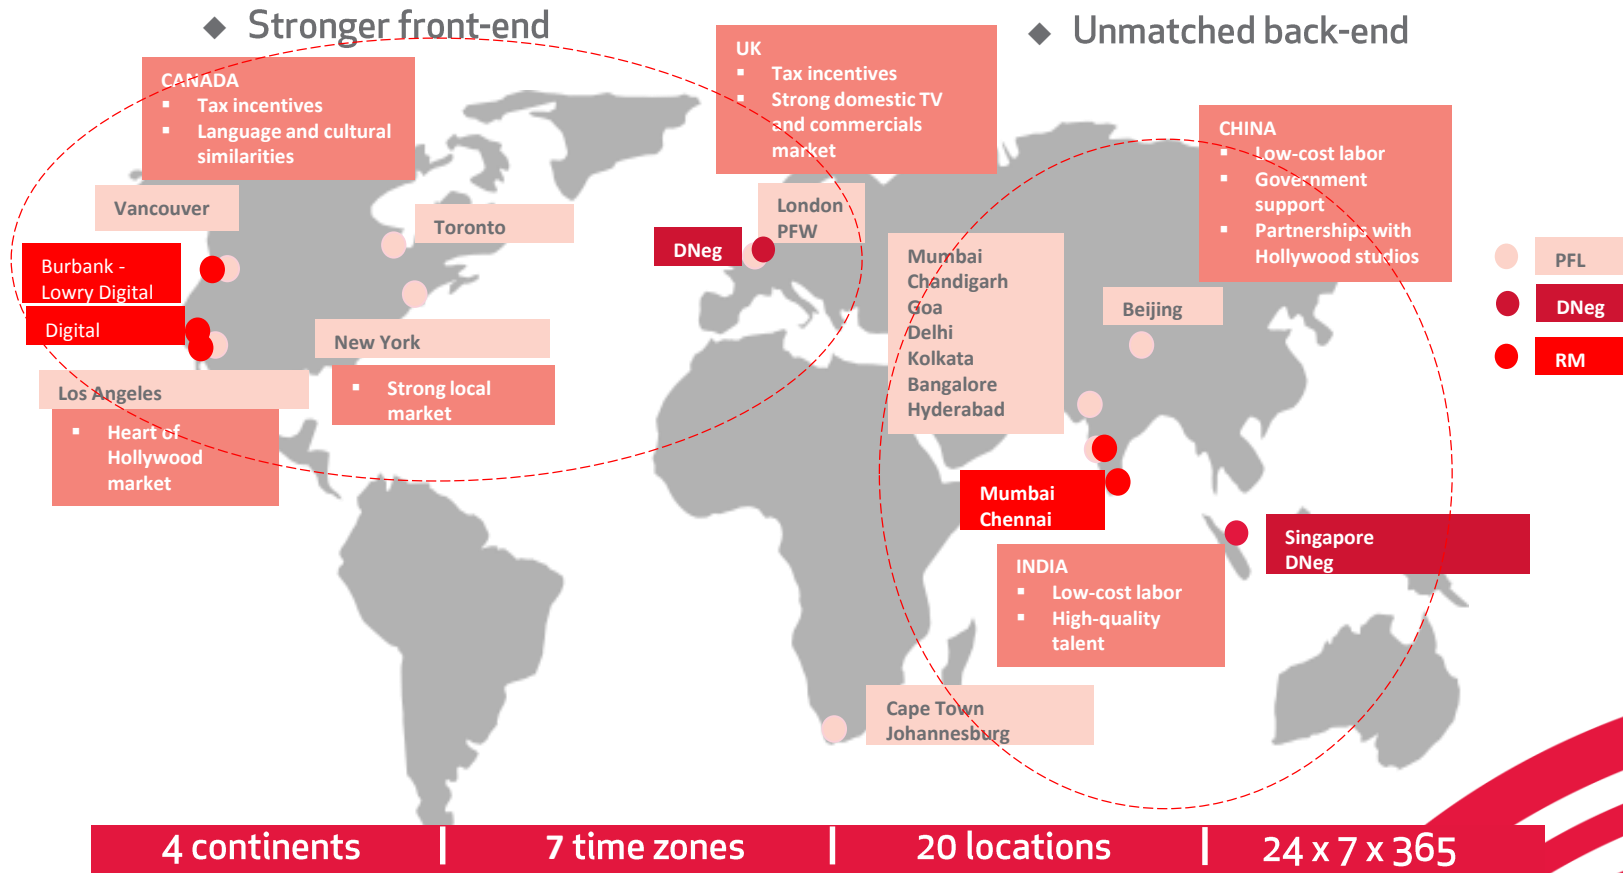 ◆ Stronger front-end
◆ Unmatched back-end
CANADA
▪ Tax incentives
▪ Language and cultural
similarities
UK
▪ Tax incentives
▪ Strong domestic TV
and commercials
market
CHINA
▪ Low-cost labor
▪ Government
support
▪ Partnerships with
Hollywood studios
Vancouver
Toronto
London
PFW
DNeg
Burbank -
Lowry Digital
Digital
New York
▪ Strong local
market
Los Angeles
▪ Heart of
Hollywood
market
Mumbai
Chandigarh
Goa
Delhi
Kolkata
Bangalore
Hyderabad
Beijing
PFL
DNeg
RM
Mumbai
Chennai
Singapore
DNeg
INDIA
▪ Low-cost labor
▪ High-quality
talent
Cape Town
Johannesburg
4 continents
7 time zones
20 locations
24 x 7 x 365